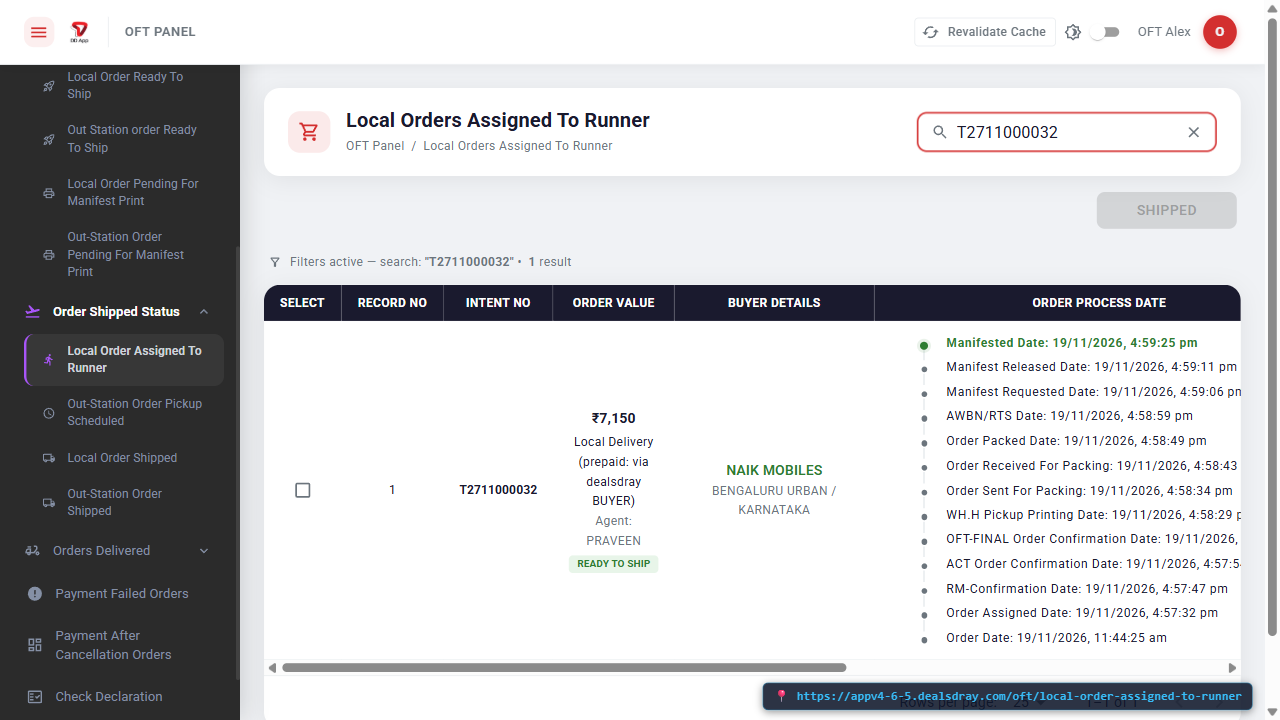 DD App
OFT PANEL
Revalidate Cache
OFT Alex
O
Local Order Ready To
Ship
Out Station order Ready
To Ship
Local Order Pending For
Manifest Print
Out-Station Order
Pending For Manifest
Print
Order Shipped Status
Local Order Assigned To
Runner
Out-Station Order Pickup
Scheduled
Local Order Shipped
Out-Station Order
Shipped
Orders Delivered
Payment Failed Orders
Payment After
Cancellation Orders
Check Declaration
Local Orders Assigned To Runner
OFT Panel / Local Orders Assigned To Runner
T2711000032
SHIPPED
Filters active — search: "T2711000032" • 1 result
SELECT RECORD NO INTENT NO ORDER VALUE BUYER DETAILS ORDER PROCESS DATE
1
T2711000032
₹7,150
Local Delivery
(prepaid: via
dealsdray
BUYER)
Agent:
PRAVEEN
READY TO SHIP
NAIK MOBILES
BENGALURU URBAN /
KARNATAKA
Manifested Date: 19/11/2026, 4:59:25 pm
Manifest Released Date: 19/11/2026, 4:59:11 pm
Manifest Requested Date: 19/11/2026, 4:59:06 pm
AWBN/RTS Date: 19/11/2026, 4:58:59 pm
Order Packed Date: 19/11/2026, 4:58:49 pm
Order Received For Packing: 19/11/2026, 4:58:43
Order Sent For Packing: 19/11/2026, 4:58:34 pm
WH.H Pickup Printing Date: 19/11/2026, 4:58:29 p
OFT-FINAL Order Confirmation Date: 19/11/2026,
ACT Order Confirmation Date: 19/11/2026, 4:57:5
RM-Confirmation Date: 19/11/2026, 4:57:47 pm
Order Assigned Date: 19/11/2026, 4:57:32 pm
Order Date: 19/11/2026, 11:44:25 am
https://appv4-6-5.dealsdray.com/oft/local-order-assigned-to-runner
Rows per page: 25 1–1 of 1